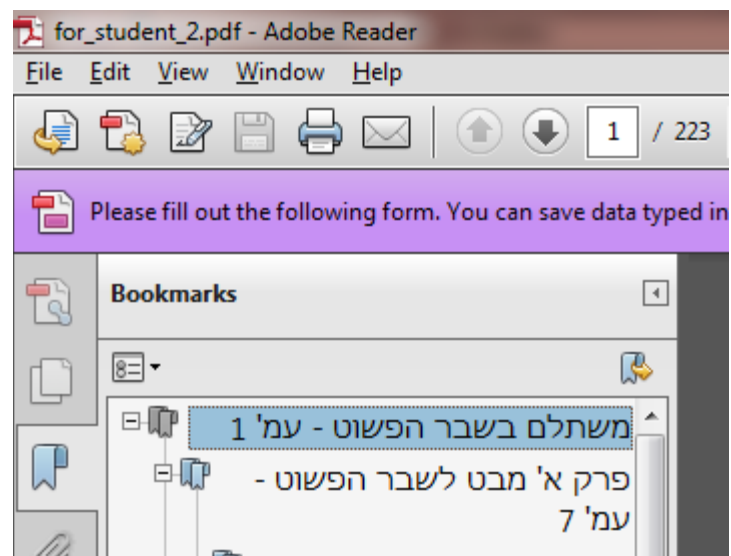 for_student_2.pdf - Adobe Reader
File Edit View Window Help
1 / 223
Please fill out the following form. You can save data typed in
Bookmarks
משתלם בשבר הפשוט - עמ' 1
פרק א' מבט לשבר הפשוט -
עמ' 7